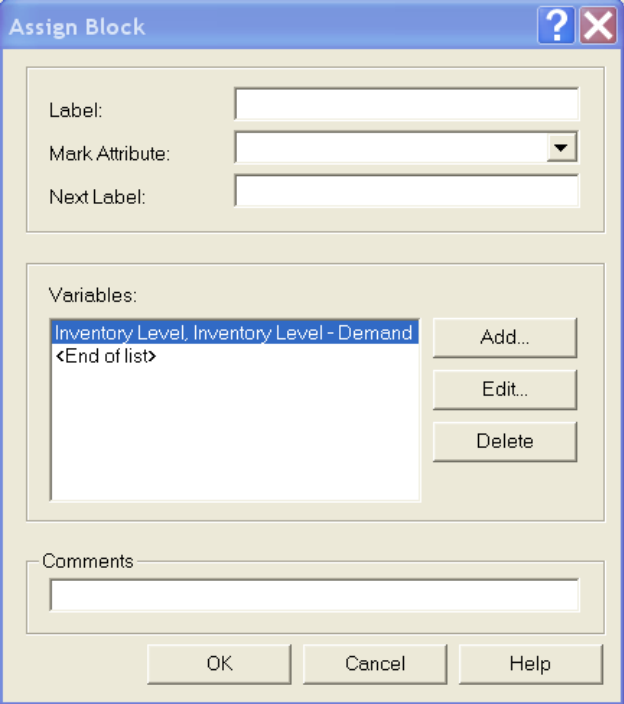 Assign Block
Label:
Mark Attribute:
Next Label:
Variables:
Inventory Level, Inventory Level - Demand
<End of list>
Add...
Edit...
Delete
Comments
OK
Cancel
Help